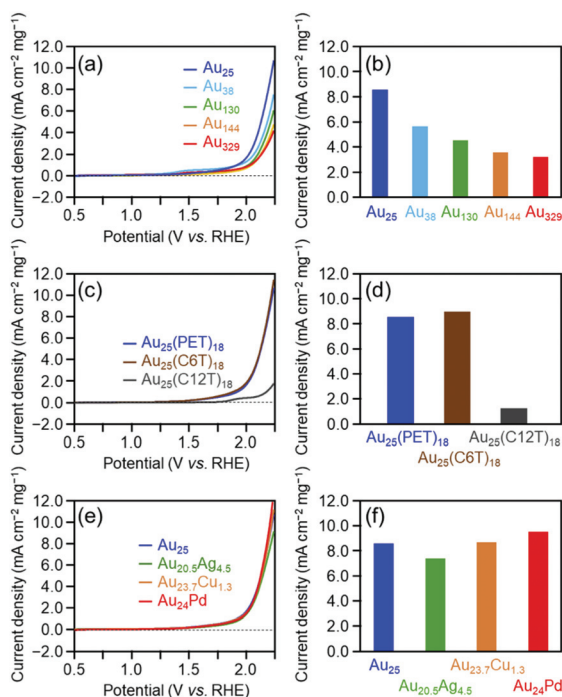 (a)
Au₂₅
Au₃₈
Au₁₃₀
Au₁₄₄
Au₃₂₉
Current density (mA cm⁻² mg⁻¹)
12.0
10.0
8.0
6.0
4.0
2.0
0.0
−2.0
0.5 1.0 1.5 2.0
Potential (V vs. RHE)
(b)
Current density (mA cm⁻² mg⁻¹)
12.0
10.0
8.0
6.0
4.0
2.0
0.0
Au₂₅ Au₃₈ Au₁₃₀ Au₁₄₄ Au₃₂₉
(c)
Au₂₅(PET)₁₈
Au₂₅(C6T)₁₈
Au₂₅(C12T)₁₈
Current density (mA cm⁻² mg⁻¹)
12.0
10.0
8.0
6.0
4.0
2.0
0.0
−2.0
0.5 1.0 1.5 2.0
Potential (V vs. RHE)
(d)
Current density (mA cm⁻² mg⁻¹)
12.0
10.0
8.0
6.0
4.0
2.0
0.0
Au₂₅(PET)₁₈ Au₂₅(C12T)₁₈
Au₂₅(C6T)₁₈
(e)
Au₂₅
Au₂₀.₅Ag₄.₅
Au₂₃.₇Cu₁.₃
Au₂₄Pd
Current density (mA cm⁻² mg⁻¹)
12.0
10.0
8.0
6.0
4.0
2.0
0.0
−2.0
0.5 1.0 1.5 2.0
Potential (V vs. RHE)
(f)
Current density (mA cm⁻² mg⁻¹)
12.0
10.0
8.0
6.0
4.0
2.0
0.0
Au₂₅ Au₂₃.₇Cu₁.₃
Au₂₀.₅Ag₄.₅ Au₂₄Pd